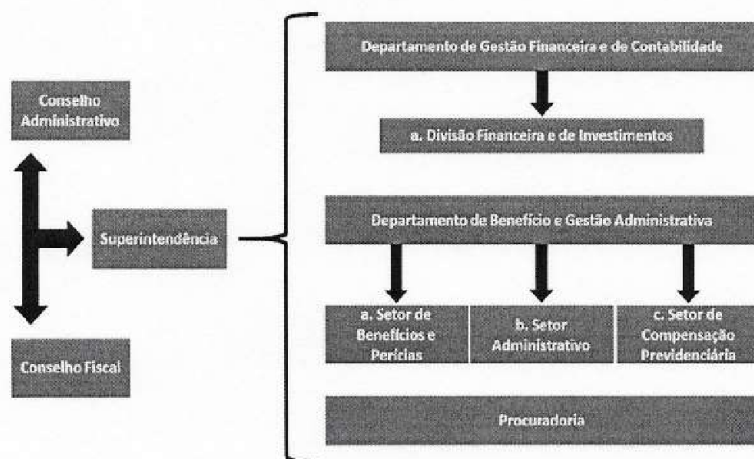 Conselho
Administrativo
Superintendência
Conselho Fiscal
Departamento de Gestão Financeira e de Contabilidade
a. Divisão Financeira e de Investimentos
Departamento de Benefício e Gestão Administrativa
a. Setor de
Benefícios e
Perícias
b. Setor
Administrativo
c. Setor de
Compensação
Previdenciária
Procuradoria